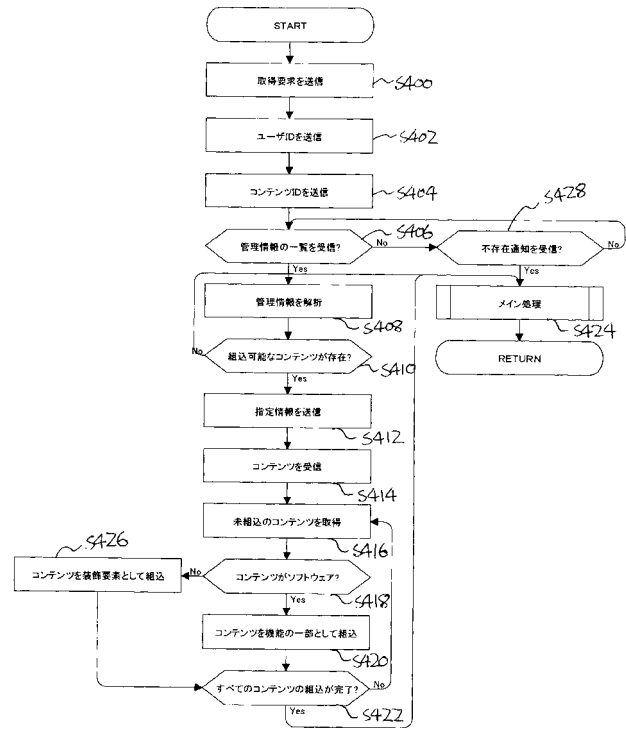 START
取得要求を送信
S400
ユーザIDを送信
S402
コンテンツIDを送信
S404
S428
管理情報の一覧を受信?
S406
No
不存在通知を受信?
No
Yes
Yes
管理情報を解析
S408
メイン処理
S424
No
組込可能なコンテンツが存在?
S410
RETURN
Yes
指定情報を送信
S412
コンテンツを受信
S414
未組込のコンテンツを取得
S416
S426
コンテンツを装飾要素として組込
No
コンテンツがソフトウェア?
S418
Yes
コンテンツを機能の一部として組込
S420
すべてのコンテンツの組込が完了?
No
S422
Yes